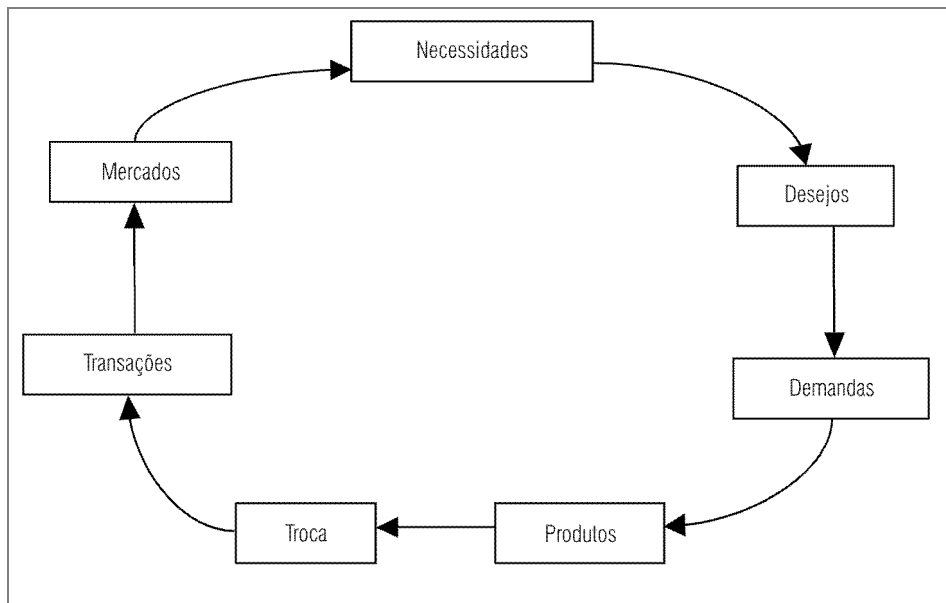 Necessidades
Desejos
Demandas
Produtos
Troca
Transações
Mercados